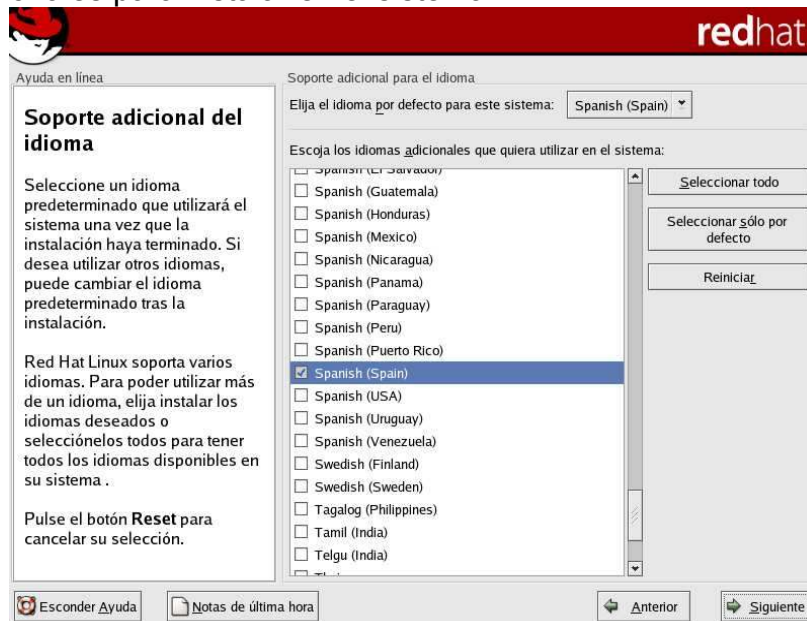 redhat
Ayuda en línea
Soporte adicional del
idioma
Seleccione un idioma
predeterminado que utilizará el
sistema una vez que la
instalación haya terminado. Si
desea utilizar otros idiomas,
puede cambiar el idioma
predeterminado tras la
instalación.
Red Hat Linux soporta varios
idiomas. Para poder utilizar más
de un idioma, elija instalar los
idiomas deseados o
selecciónelos todos para tener
todos los idiomas disponibles en
su sistema .
Pulse el botón Reset para
cancelar su selección.
Soporte adicional para el idioma
Elija el idioma por defecto para este sistema: Spanish (Spain)
Escoja los idiomas adicionales que quiera utilizar en el sistema:
Spanish (El Salvador)
Spanish (Guatemala)
Spanish (Honduras)
Spanish (Mexico)
Spanish (Nicaragua)
Spanish (Panama)
Spanish (Paraguay)
Spanish (Peru)
Spanish (Puerto Rico)
Spanish (Spain)
Spanish (USA)
Spanish (Uruguay)
Spanish (Venezuela)
Swedish (Finland)
Swedish (Sweden)
Tagalog (Philippines)
Tamil (India)
Telgu (India)
Seleccionar todo
Seleccionar sólo por
defecto
Reiniciar
Esconder Ayuda
Notas de última hora
Anterior
Siguiente